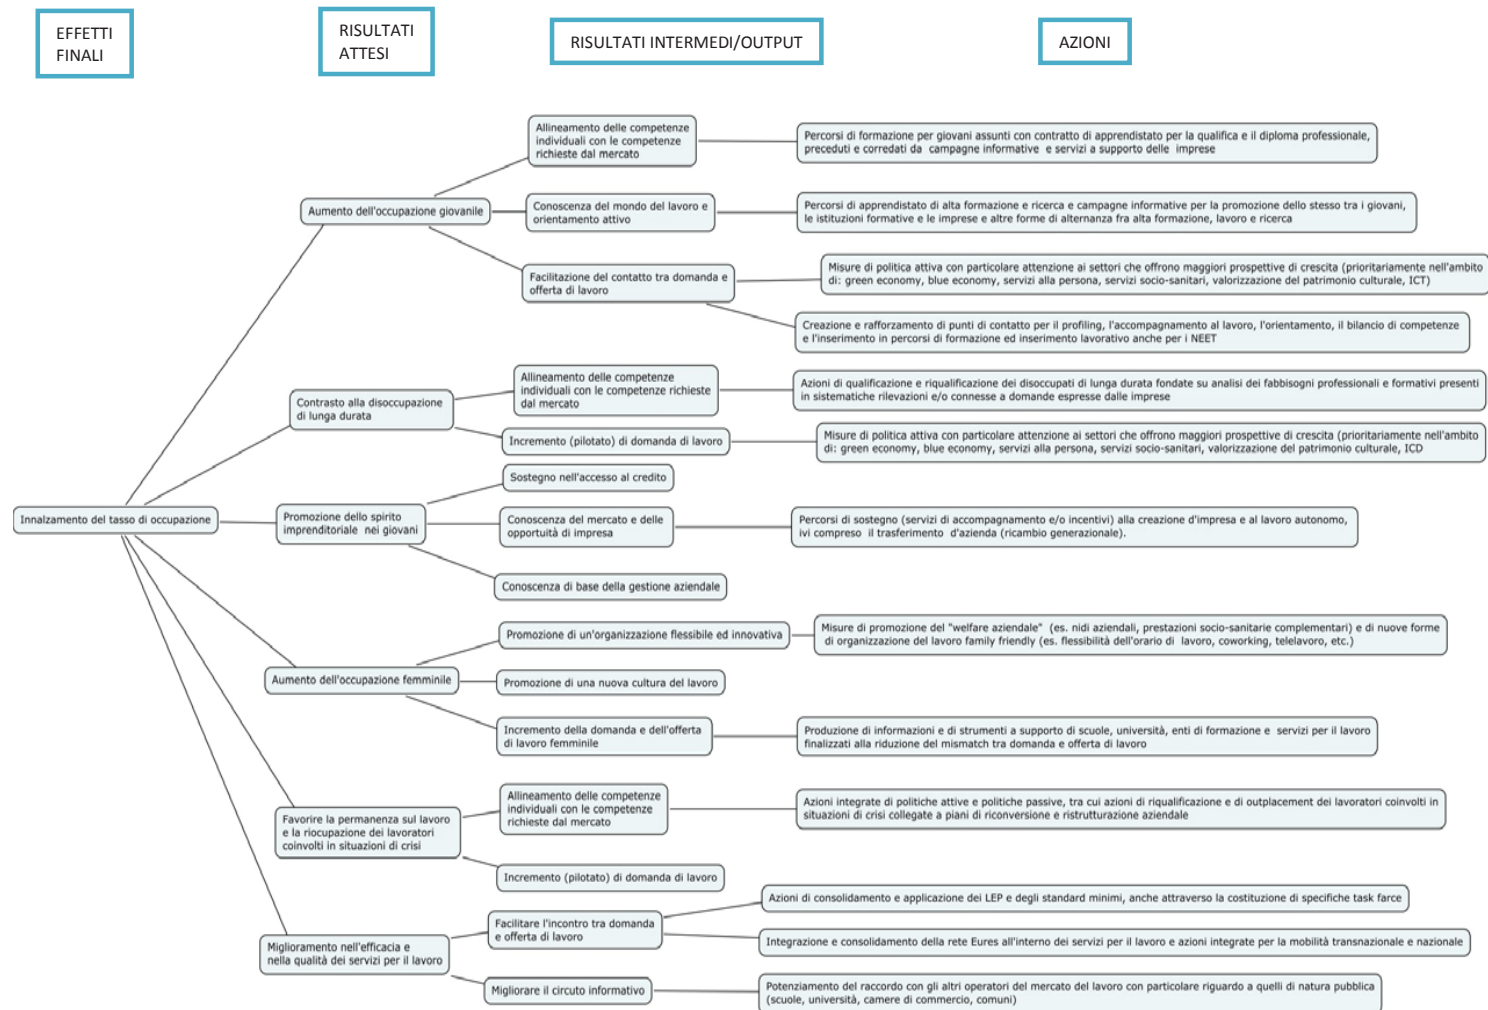 EFFETTI
FINALI
RISULTATI
ATTESI
RISULTATI INTERMEDI/OUTPUT
AZIONI
Innalzamento del tasso di occupazione
Aumento dell'occupazione giovanile
Allineamento delle competenze
individuali con le competenze
richieste dal mercato
Percorsi di formazione per giovani assunti con contratto di apprendistato per la qualifica e il diploma professionale,
preceduti e corredati da campagne informative e servizi a supporto delle imprese
Conoscenza del mondo del lavoro e
orientamento attivo
Percorsi di apprendistato di alta formazione e ricerca e campagne informative per la promozione dello stesso tra i giovani,
le istituzioni formative e le imprese e altre forme di alternanza fra alta formazione, lavoro e ricerca
Facilitazione del contatto tra domanda e
offerta di lavoro
Misure di politica attiva con particolare attenzione ai settori che offrono maggiori prospettive di crescita (prioritariamente nell'ambito
di: green economy, blue economy, servizi alla persona, servizi socio-sanitari, valorizzazione del patrimonio culturale, ICT)
Creazione e rafforzamento di punti di contatto per il profiling, l'accompagnamento al lavoro, l'orientamento, il bilancio di competenze
e l'inserimento in percorsi di formazione ed inserimento lavorativo anche per i NEET
Contrasto alla disoccupazione
di lunga durata
Allineamento delle competenze
individuali con le competenze richieste
dal mercato
Azioni di qualificazione e riqualificazione dei disoccupati di lunga durata fondate su analisi dei fabbisogni professionali e formativi presenti
in sistematiche rilevazioni e/o connesse a domande espresse dalle imprese
Incremento (pilotato) di domanda di lavoro
Misure di politica attiva con particolare attenzione ai settori che offrono maggiori prospettive di crescita (prioritariamente nell'ambito
di: green economy, blue economy, servizi alla persona, servizi socio-sanitari, valorizzazione del patrimonio culturale, ICD
Promozione dello spirito
imprenditoriale nei giovani
Sostegno nell'accesso al credito
Conoscenza del mercato e delle
opportuità di impresa
Percorsi di sostegno (servizi di accompagnamento e/o incentivi) alla creazione d'impresa e al lavoro autonomo,
ivi compreso il trasferimento d'azienda (ricambio generazionale).
Conoscenza di base della gestione aziendale
Aumento dell'occupazione femminile
Promozione di un'organizzazione flessibile ed innovativa
Misure di promozione del "welfare aziendale" (es. nidi aziendali, prestazioni socio-sanitarie complementari) e di nuove forme
di organizzazione del lavoro family friendly (es. flessibilità dell'orario di lavoro, coworking, telelavoro, etc.)
Promozione di una nuova cultura del lavoro
Incremento della domanda e dell'offerta
di lavoro femminile
Produzione di informazioni e di strumenti a supporto di scuole, università, enti di formazione e servizi per il lavoro
finalizzati alla riduzione del mismatch tra domanda e offerta di lavoro
Favorire la permanenza sul lavoro
e la riocupazione dei lavoratori
coinvolti in situazioni di crisi
Allineamento delle competenze
individuali con le competenze
richieste dal mercato
Azioni integrate di politiche attive e politiche passive, tra cui azioni di riqualificazione e di outplacement dei lavoratori coinvolti in
situazioni di crisi collegate a piani di riconversione e ristrutturazione aziendale
Incremento (pilotato) di domanda di lavoro
Miglioramento nell'efficacia e
nella qualità dei servizi per il lavoro
Facilitare l'incontro tra domanda
e offerta di lavoro
Azioni di consolidamento e applicazione dei LEP e degli standard minimi, anche attraverso la costituzione di specifiche task farce
Integrazione e consolidamento della rete Eures all'interno dei servizi per il lavoro e azioni integrate per la mobilità transnazionale e nazionale
Migliorare il circuto informativo
Potenziamento del raccordo con gli altri operatori del mercato del lavoro con particolare riguardo a quelli di natura pubblica
(scuole, università, camere di commercio, comuni)